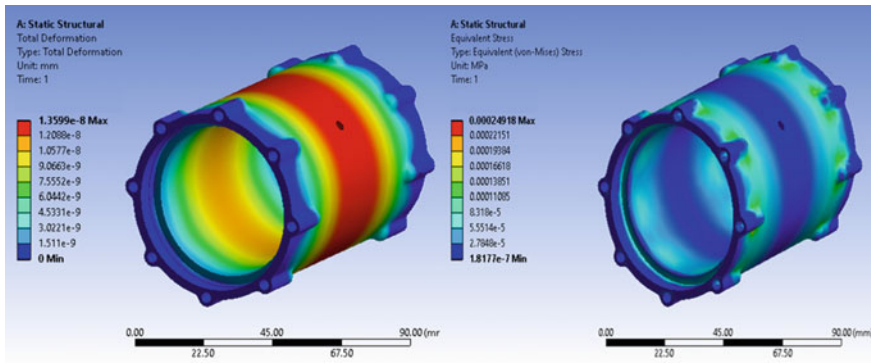 A: Static Structural
Total Deformation
Type: Total Deformation
Unit: mm
Time: 1
1.3599e-8 Max
1.2088e-8
1.0577e-8
9.0663e-9
7.5552e-9
6.0442e-9
4.5331e-9
3.0221e-9
1.511e-9
0 Min
0.00 45.00 90.00 (mr
22.50 67.50
A: Static Structural
Equivalent Stress
Type: Equivalent (von-Mises) Stress
Unit: MPa
Time: 1
0.00024918 Max
0.00022151
0.00019384
0.00016618
0.00013851
0.00011085
8.318e-5
5.5514e-5
2.7848e-5
1.8177e-7 Min
0.00 45.00 90.00 (mm)
22.50 67.50